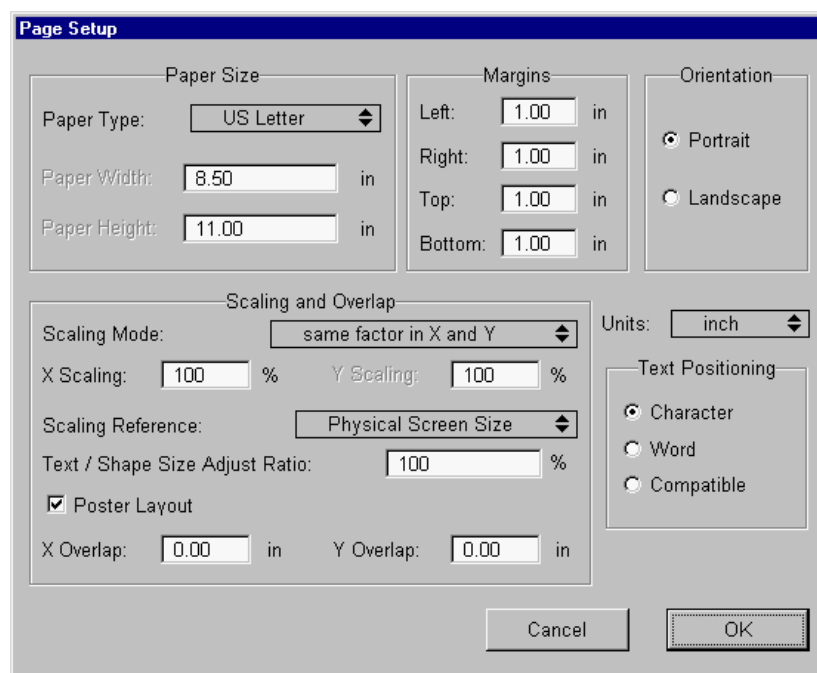 Page Setup
Paper Size
Paper Type: US Letter
Paper Width: 8.50 in
Paper Height: 11.00 in
Margins
Left: 1.00 in
Right: 1.00 in
Top: 1.00 in
Bottom: 1.00 in
Orientation
Portrait
Landscape
Scaling and Overlap
Scaling Mode: same factor in X and Y
X Scaling: 100 % Y Scaling: 100 %
Scaling Reference: Physical Screen Size
Text / Shape Size Adjust Ratio: 100 %
Poster Layout
X Overlap: 0.00 in Y Overlap: 0.00 in
Units: inch
Text Positioning
Character
Word
Compatible
Cancel OK